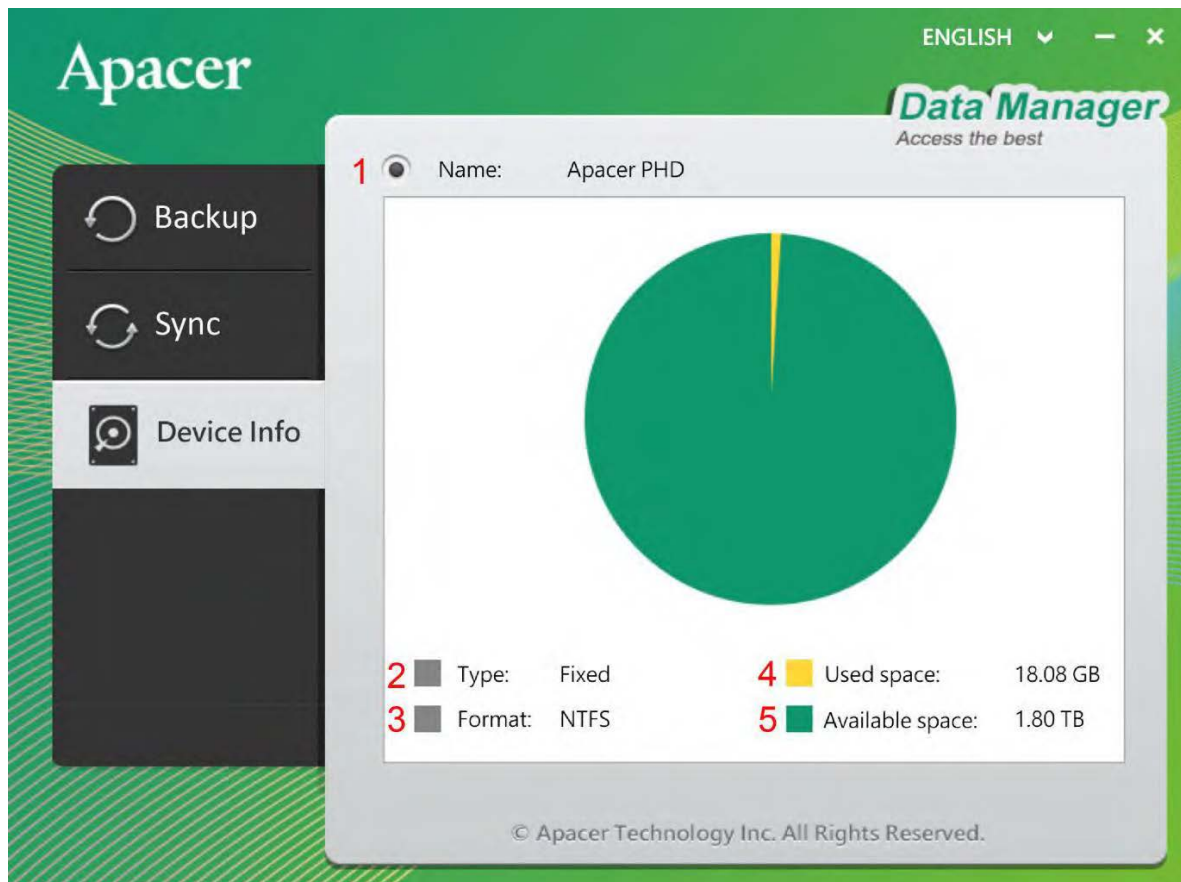 ENGLISH
Apacer
Data Manager
Access the best
1 Name: Apacer PHD
Backup
Sync
Device Info
2 Type: Fixed
4 Used space: 18.08 GB
3 Format: NTFS
5 Available space: 1.80 TB
© Apacer Technology Inc. All Rights Reserved.